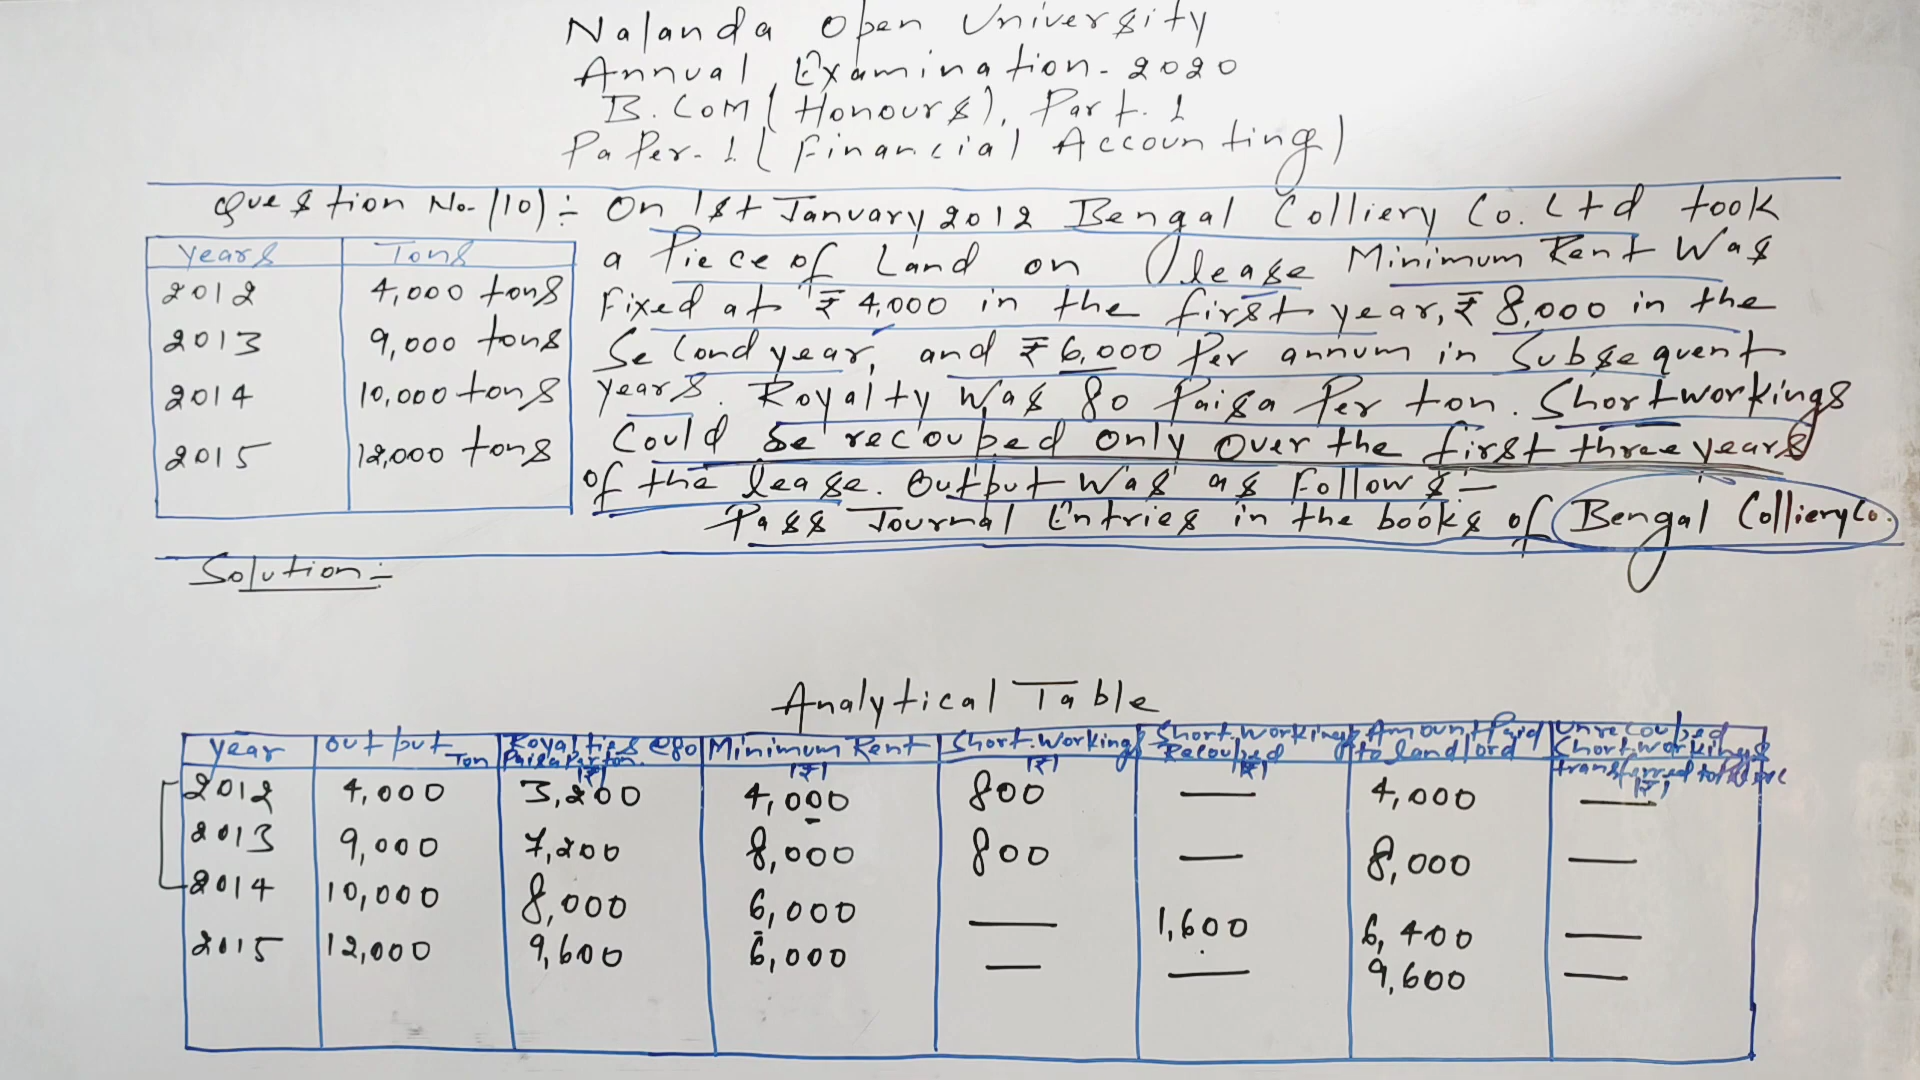 Nalanda Open University
Annual Examination-2020
B.COM (Honours), Part. 1
Paper-1 (Financial Accounting)
Question No-(10):- On 1st January 2012 Bengal Colliery Co. Ltd took
a Piece of Land on lease Minimum Rent Was
Fixed at ₹ 4,000 in the first year, ₹ 8,000 in the
Second year, and ₹ 6,000 Per annum in Subsequent
years. Royalty Was 80 Paisa Per ton. Shortworkings
Could be recouped only over the first three years
of the lease. Output Was as Follows:-
Pass Journal Entries in the books of Bengal Colliery Co.
Years Tons
2012 4,000 tons
2013 9,000 tons
2014 10,000 tons
2015 12,000 tons
Solution:-
Analytical Table
year Output Ton Royalties @80 Paisa Per ton. (₹) Minimum Rent (₹) Short.Workings (₹) Short.Workings Recouped (₹) Amount Paid to landlord Unrecouped Shortworkings transferred to P&L A/C (₹)
2012 4,000 3,200 4,000 800 — 4,000 —
2013 9,000 7,200 8,000 800 — 8,000 —
2014 10,000 8,000 6,000 — 1,600 6,400 —
2015 12,000 9,600 6,000 — — 9,600 —